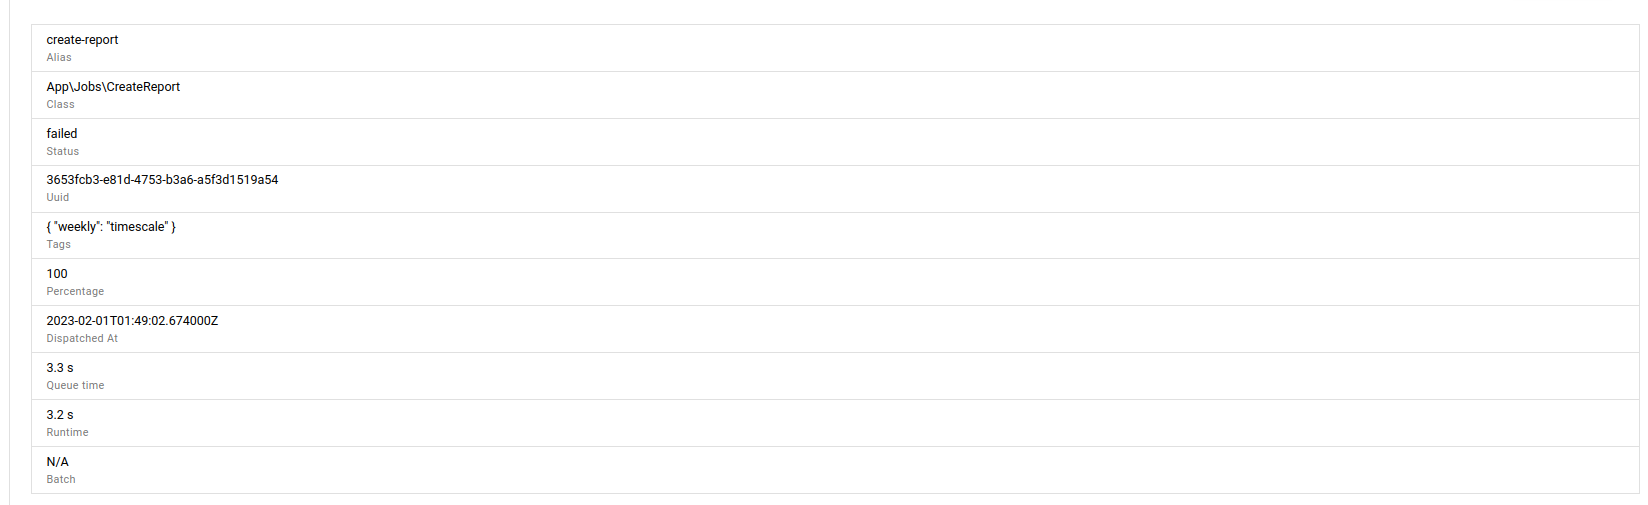 create-report
Alias
App\Jobs\CreateReport
Class
failed
Status
3653fcb3-e81d-4753-b3a6-a5f3d1519a54
Uuid
{ "weekly": "timescale" }
Tags
100
Percentage
2023-02-01T01:49:02.674000Z
Dispatched At
3.3 s
Queue time
3.2 s
Runtime
N/A
Batch